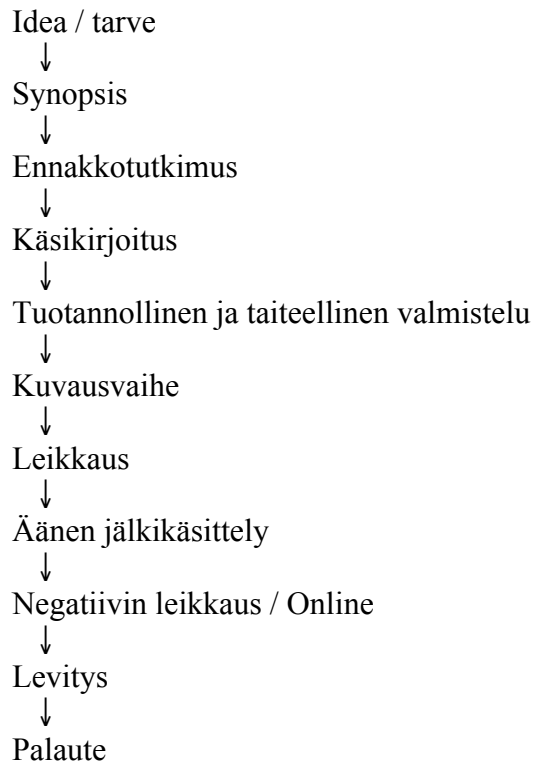 Idea / tarve
↓
Synopsis
↓
Ennakkotutkimus
↓
Käsikirjoitus
↓
Tuotannollinen ja taiteellinen valmistelu
↓
Kuvausvaihe
↓
Leikkaus
↓
Äänen jälkikäsittely
↓
Negatiivin leikkaus / Online
↓
Levitys
↓
Palaute